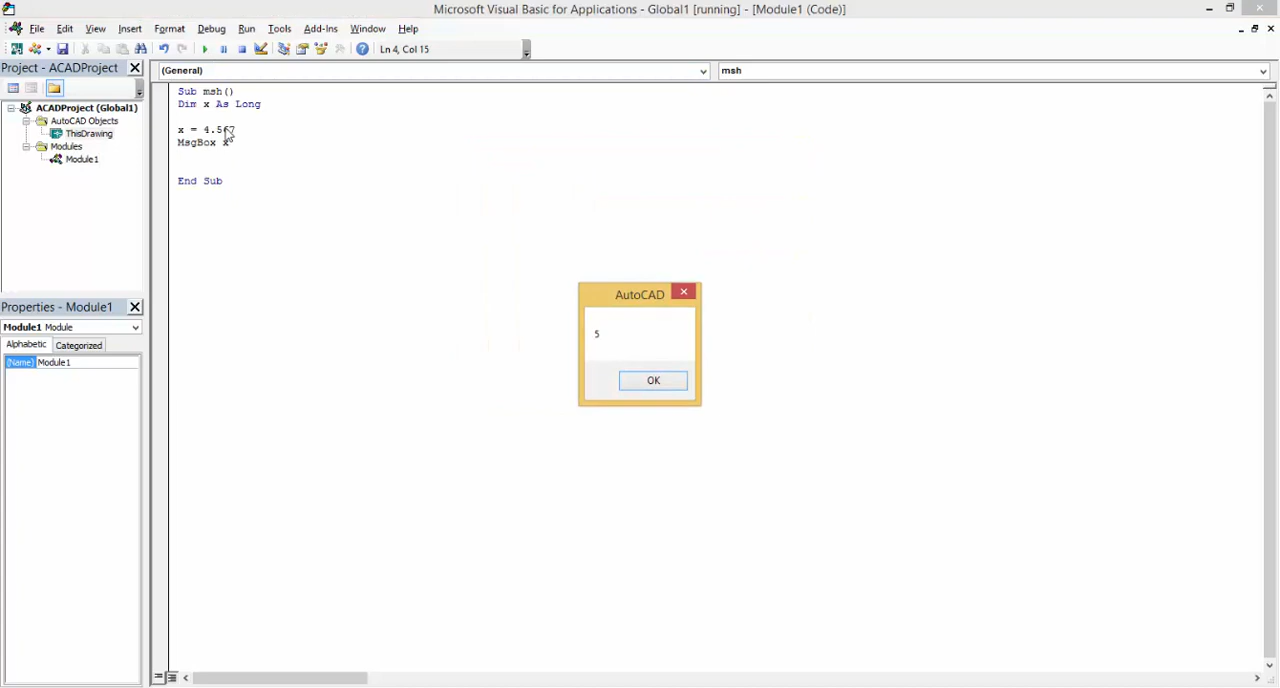 Microsoft Visual Basic for Applications - Global1 [running] - [Module1 (Code)]
File Edit View Insert Format Debug Run Tools Add-Ins Window Help
Ln 4, Col 15
Project - ACADProject
(General)
msh
ACADProject (Global1)
AutoCAD Objects
ThisDrawing
Modules
Module1
Sub msh()
Dim x As Long
x = 4.567
MsgBox x
End Sub
AutoCAD
5
OK
Properties - Module1
Module1 Module
Alphabetic Categorized
(Name) Module1